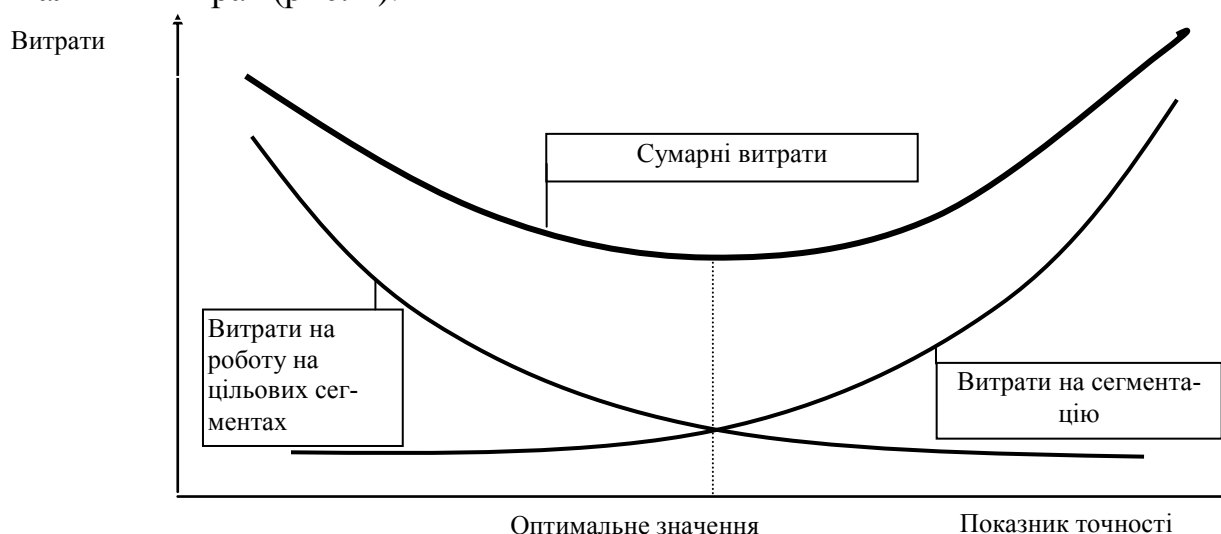 Витрати
Сумарні витрати
Витрати на
роботу на
цільових сег-
ментах
Витрати на сегмента-
цію
Оптимальне значення
Показник точності